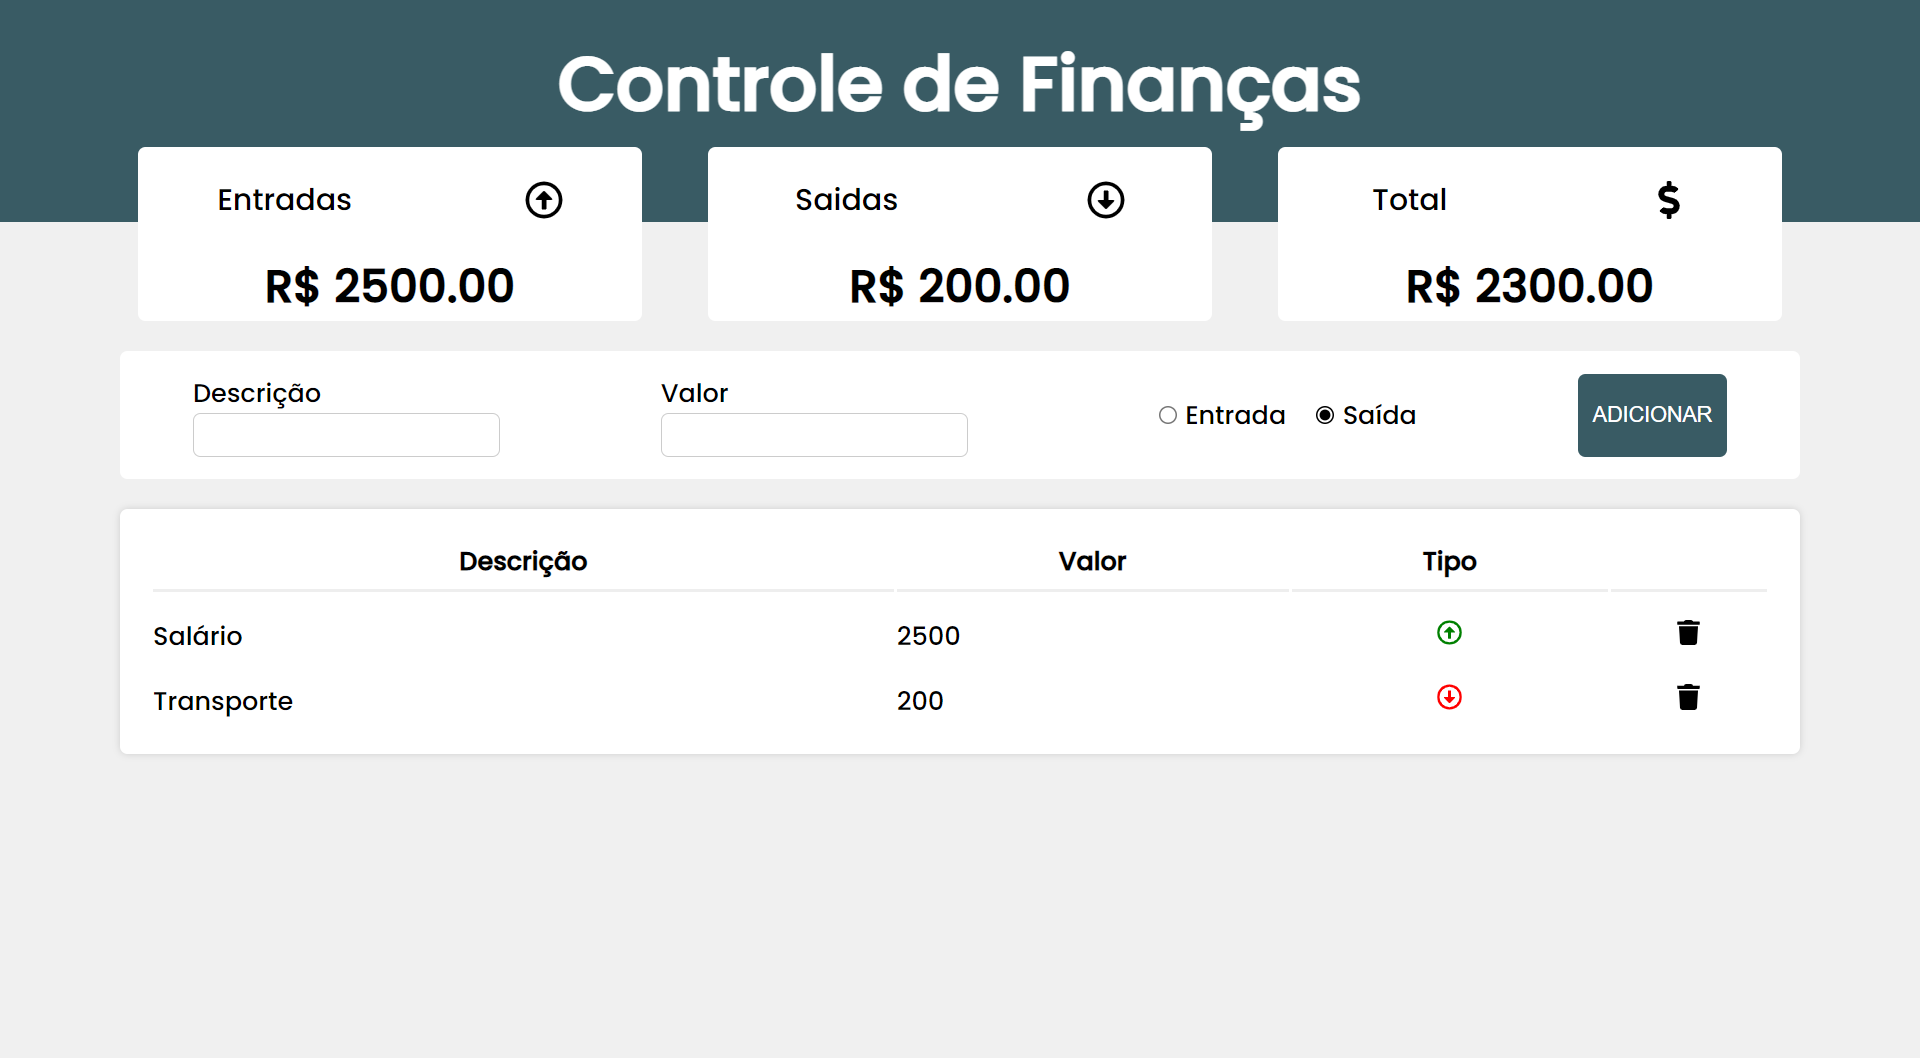 Controle de Finanças
Entradas
Saidas
Total
R$ 2500.00
R$ 200.00
R$ 2300.00
Descrição
Valor
Entrada
Saída
ADICIONAR
Descrição Valor Tipo
Salário 2500
Transporte 200